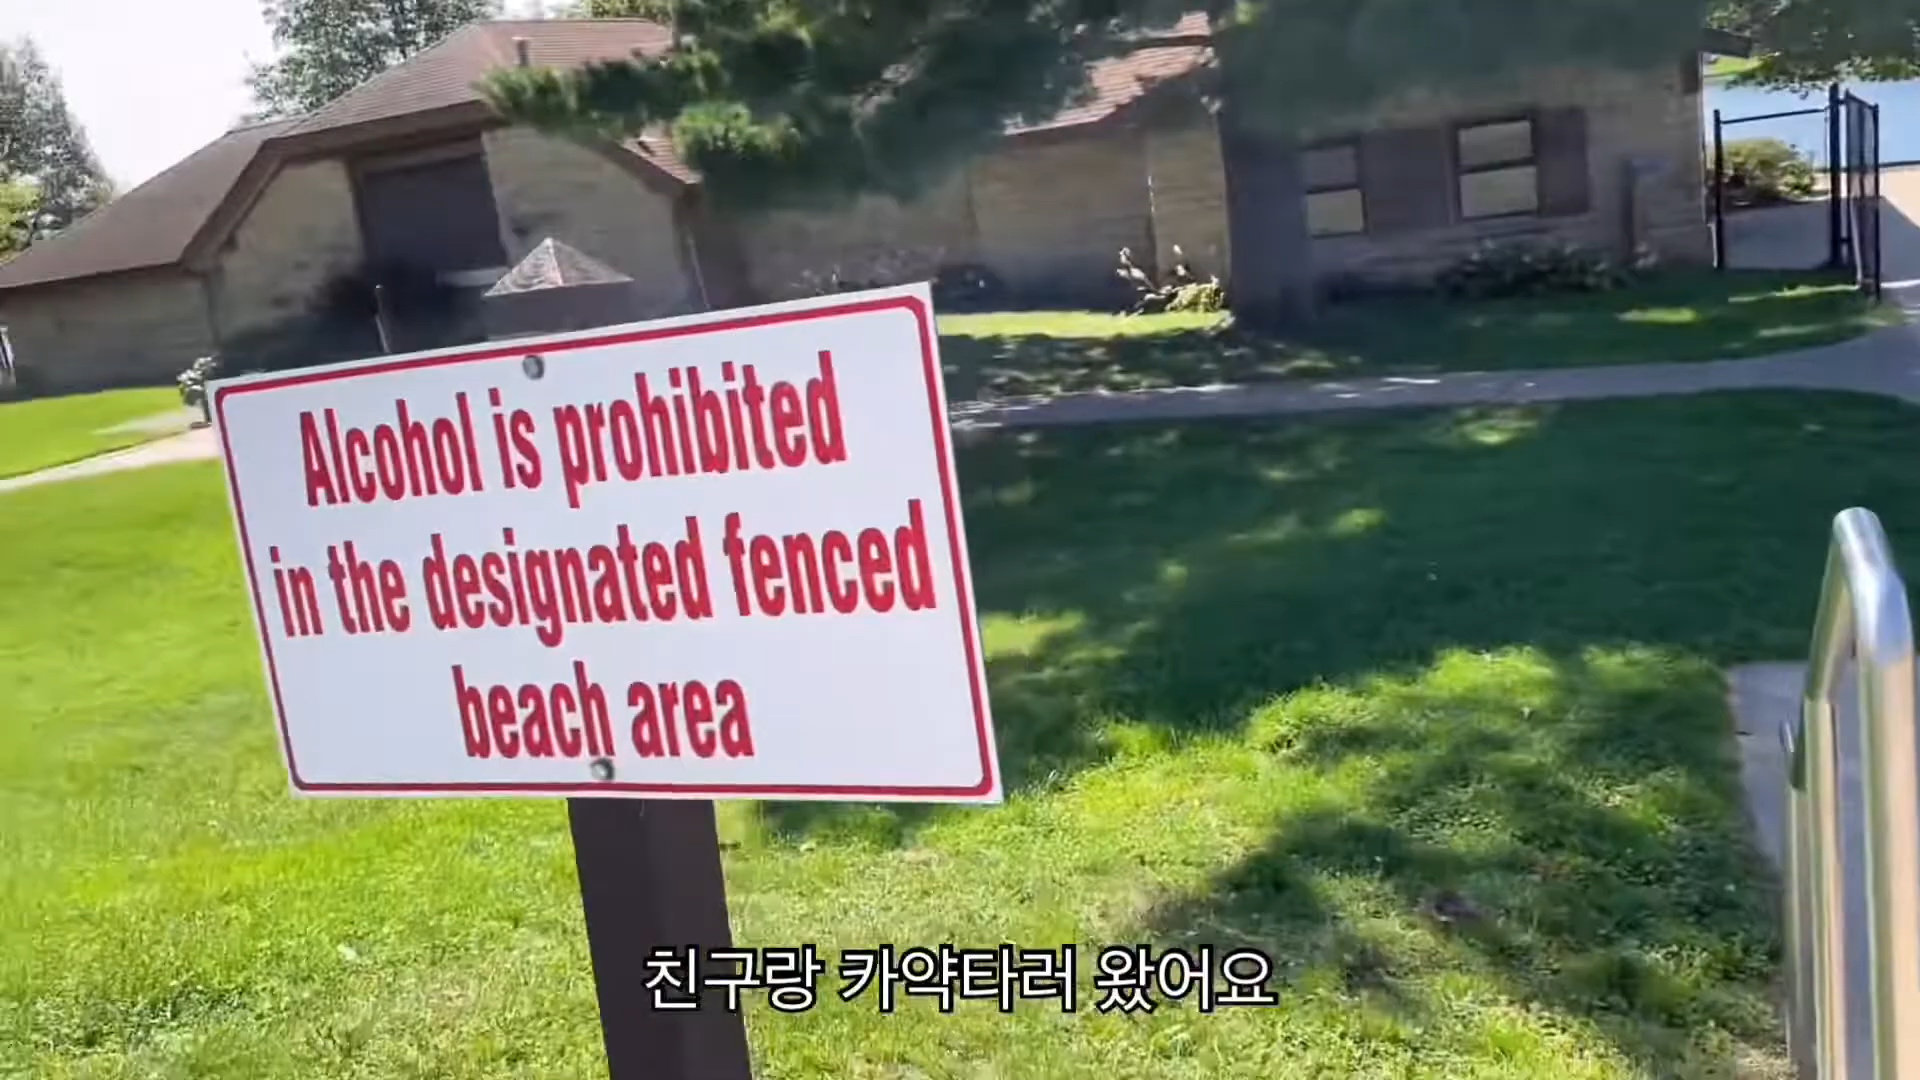 Alcohol is prohibited
in the designated fenced
beach area
친구랑 카약타러 왔어요